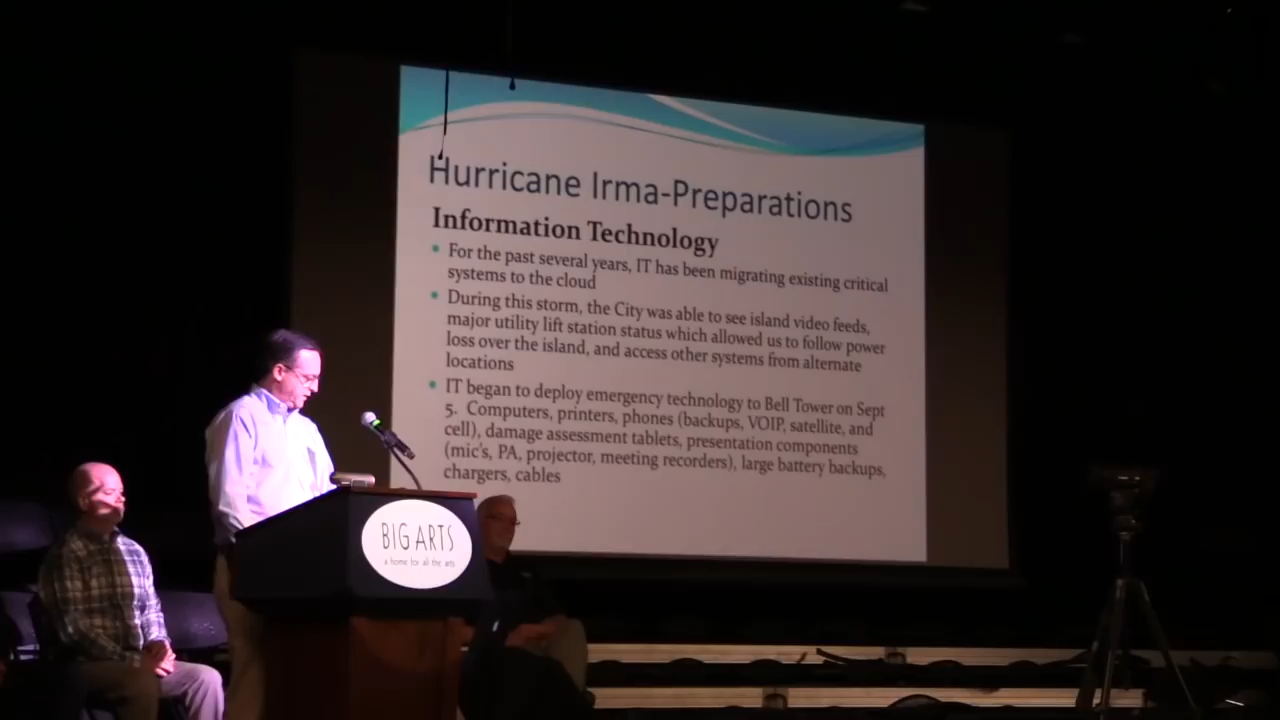 Hurricane Irma-Preparations
Information Technology
• For the past several years, IT has been migrating existing critical
systems to the cloud
• During this storm, the City was able to see island video feeds,
major utility lift station status which allowed us to follow power
loss over the island, and access other systems from alternate
locations
• IT began to deploy emergency technology to Bell Tower on Sept
5. Computers, printers, phones (backups, VOIP, satellite, and
cell), damage assessment tablets, presentation components
(mic's, PA, projector, meeting recorders), large battery backups,
chargers, cables
BIG ARTS
a home for all the arts